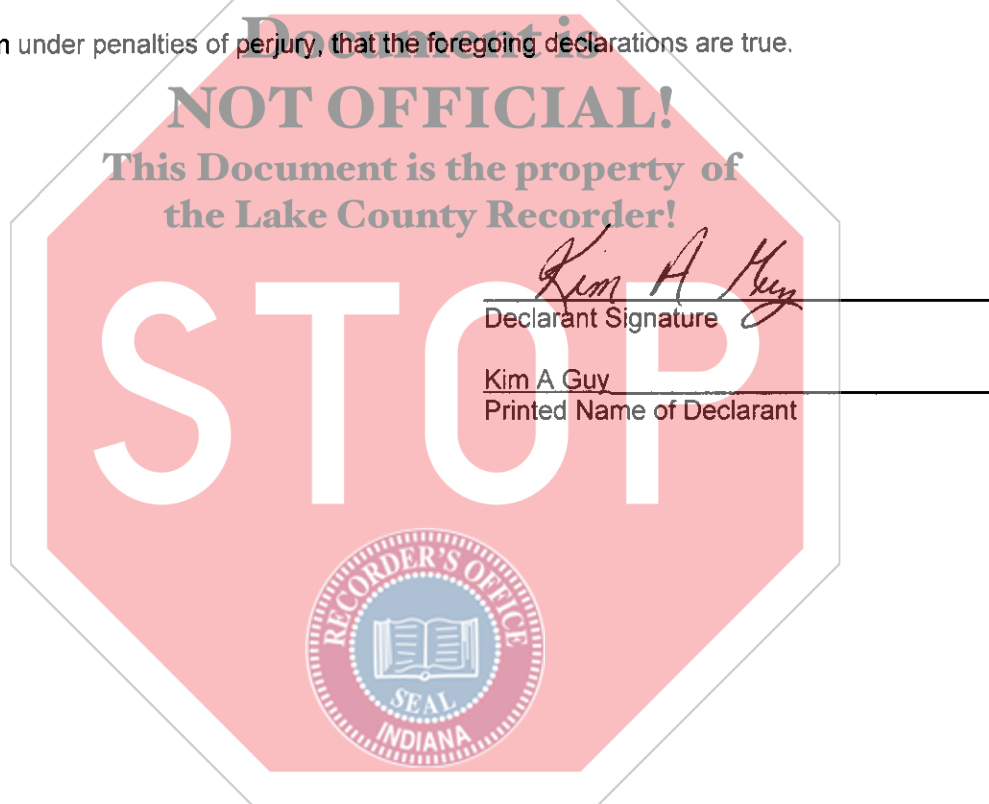 n under penalties of perjury, that the foregoing declarations are true.
Document is
NOT OFFICIAL!
This Document is the property of
the Lake County Recorder!
Kim A Guy
Declarant Signature
Kim A Guy
Printed Name of Declarant
STOP
RECORDER'S OFFICE
SEAL
INDIANA